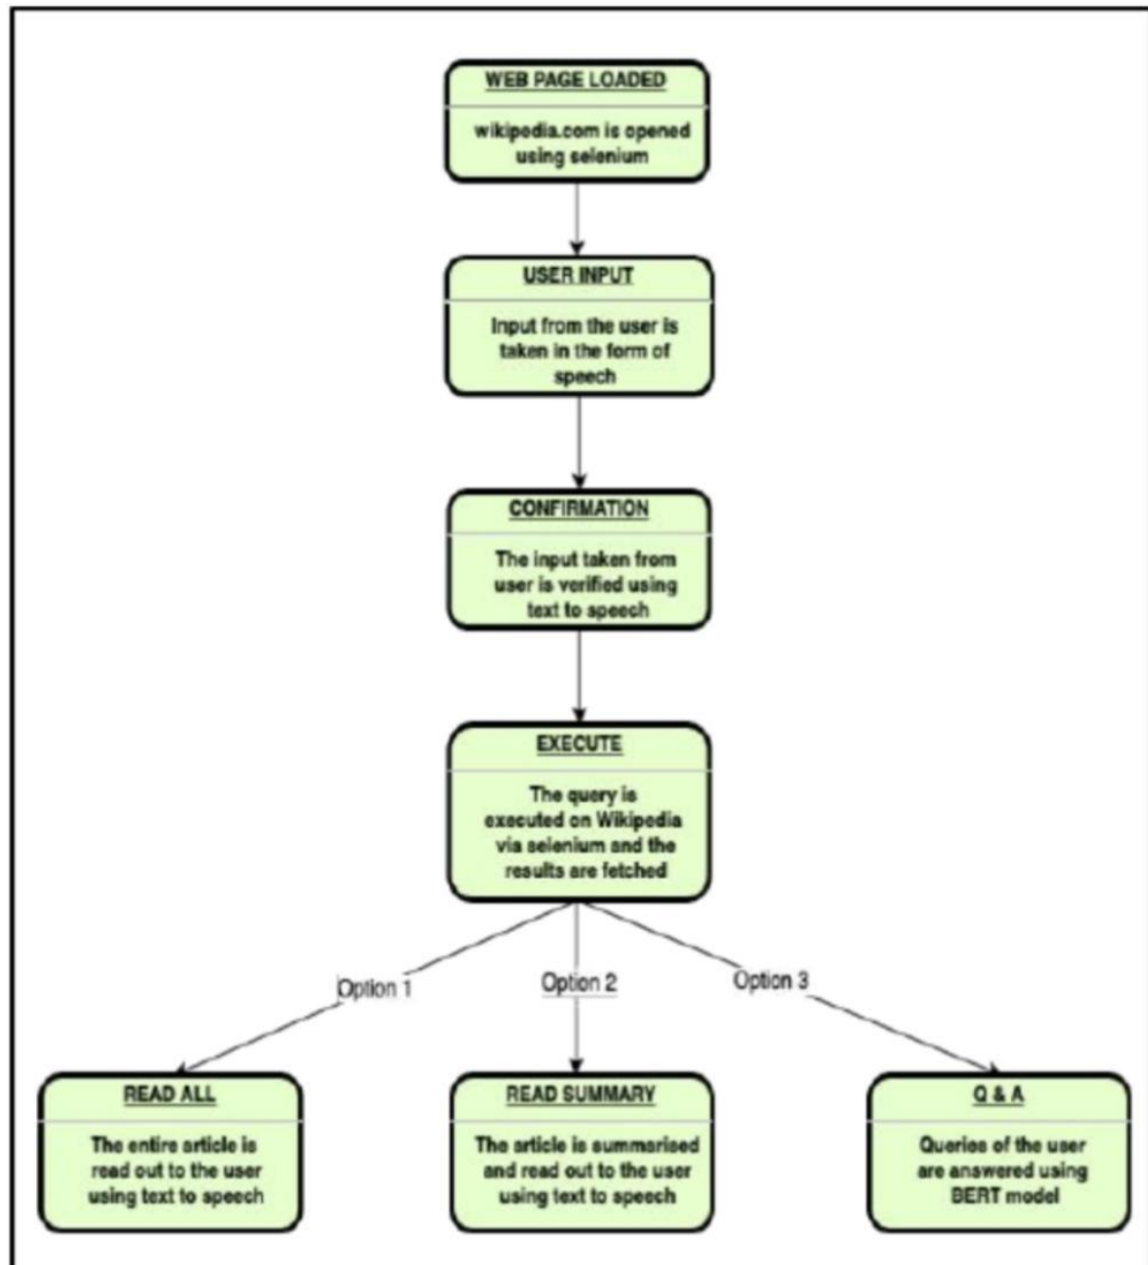 WEB PAGE LOADED
wikipedia.com is opened
using selenium
USER INPUT
Input from the user is
taken in the form of
speech
CONFIRMATION
The input taken from
user is verified using
text to speech
EXECUTE
The query is
executed on Wikipedia
via selenium and the
results are fetched
Option 1
Option 2
Option 3
READ ALL
The entire article is
read out to the user
using text to speech
READ SUMMARY
The article is summarised
and read out to the user
using text to speech
Q & A
Queries of the user
are answered using
BERT model